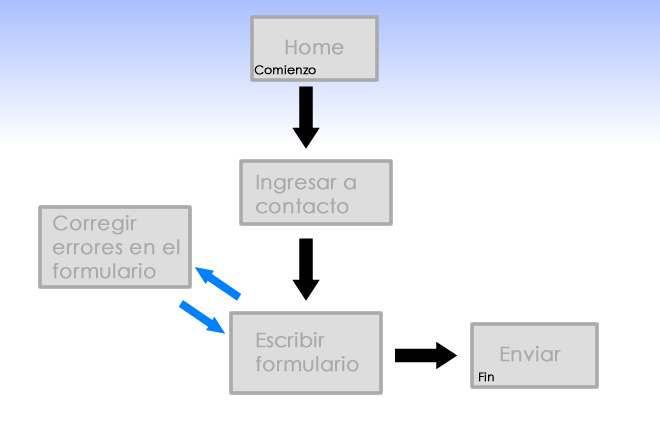 Home
Comienzo
Ingresar a
contacto
Corregir
errores en el
formulario
Escribir
formulario
Enviar
Fin